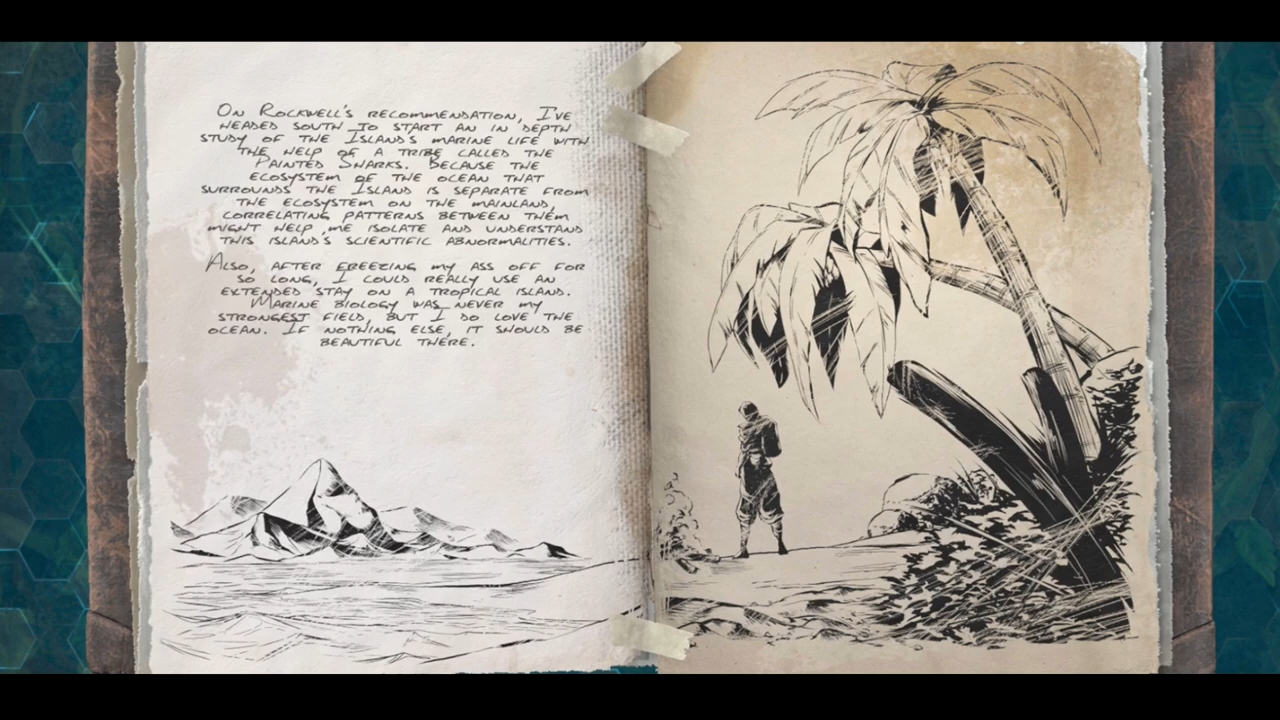 On Rockwell's recommendation, I've
headed south to start an in depth
study of the Island's marine life with
the help of a tribe called the
Painted Sharks. Because the
ecosystem of the ocean that
surrounds the Island is separate from
the ecosystem on the mainland,
correlating patterns between them
might help me isolate and understand
this island's scientific abnormalities.
Also, after freezing my ass off for
so long, I could really use an
extended stay on a tropical island.
Marine biology was never my
strongest field, but I do love the
ocean. If nothing else, it should be
beautiful there.